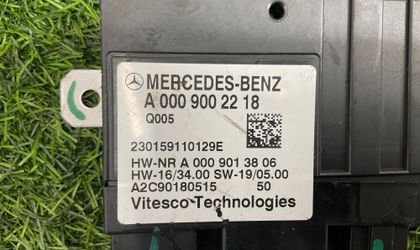 MERCEDES-BENZ
A 000 900 22 18
Q005
230159110129E
HW-NR A 000 901 38 06
HW-16/34.00 SW-19/05.00
A2C90180515 50
Vitesco Technologies